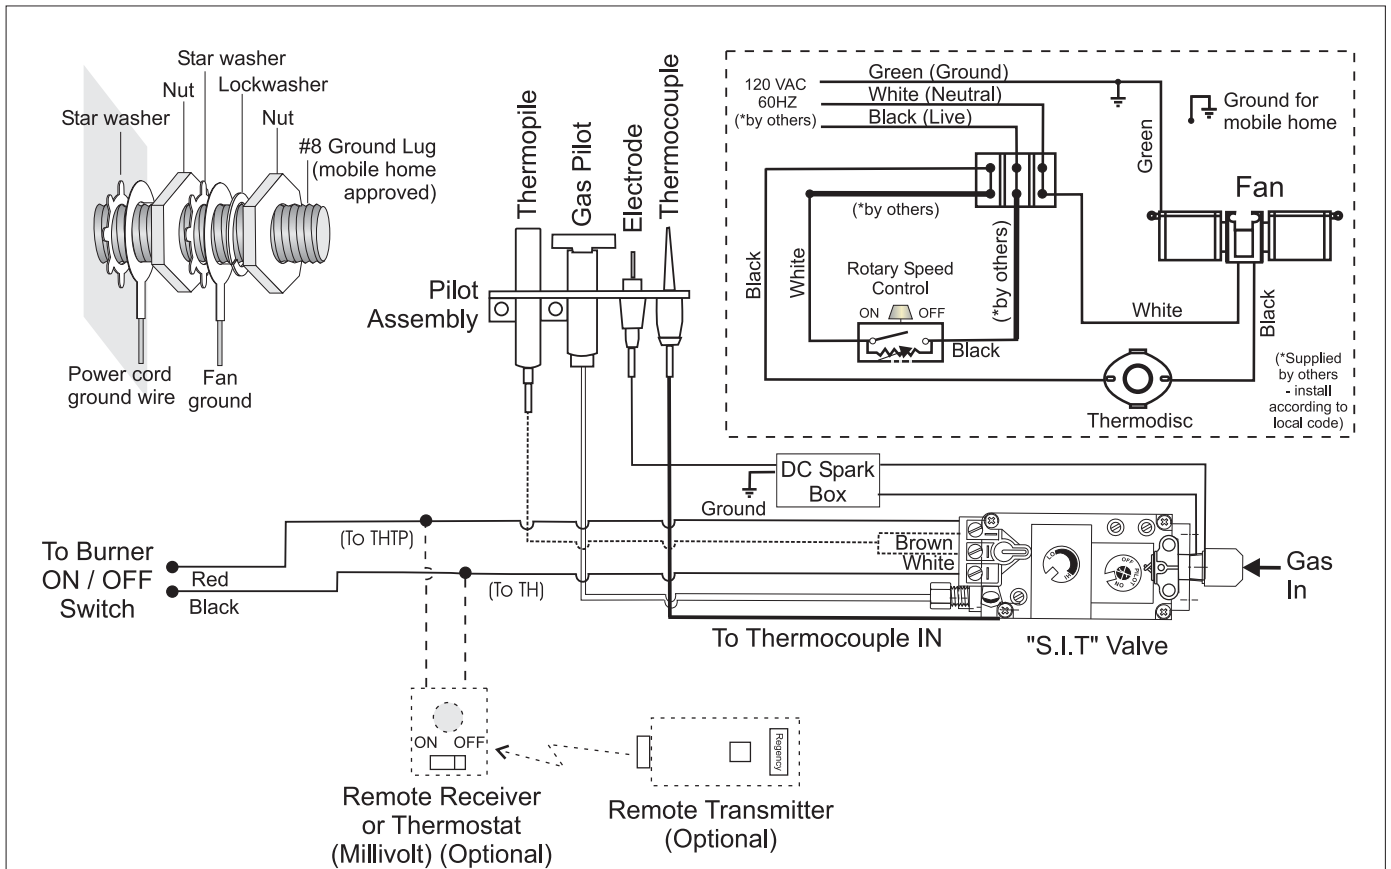 Star washer
Lockwasher
Nut
Star washer
Nut
#8 Ground Lug
(mobile home
approved)
Power cord
ground wire
Fan
ground
Thermopile
Gas Pilot
Electrode
Thermocouple
Pilot
Assembly
120 VAC
60HZ
(*by others)
Green (Ground)
White (Neutral)
Black (Live)
Ground for
mobile home
Green
Fan
(*by others)
Black
White
Rotary Speed
Control
ON
OFF
(*by others)
Black
White
Black
Thermodisc
(*Supplied
by others
- install
according to
local code)
DC Spark
Box
Ground
To Burner
ON / OFF
Switch
Red
Black
(To THTP)
(To TH)
Brown
White
LO
HI
OFF
PILOT
ON
Gas
In
To Thermocouple IN
"S.I.T" Valve
ON
OFF
Remote Receiver
or Thermostat
(Millivolt) (Optional)
Regency
Remote Transmitter
(Optional)